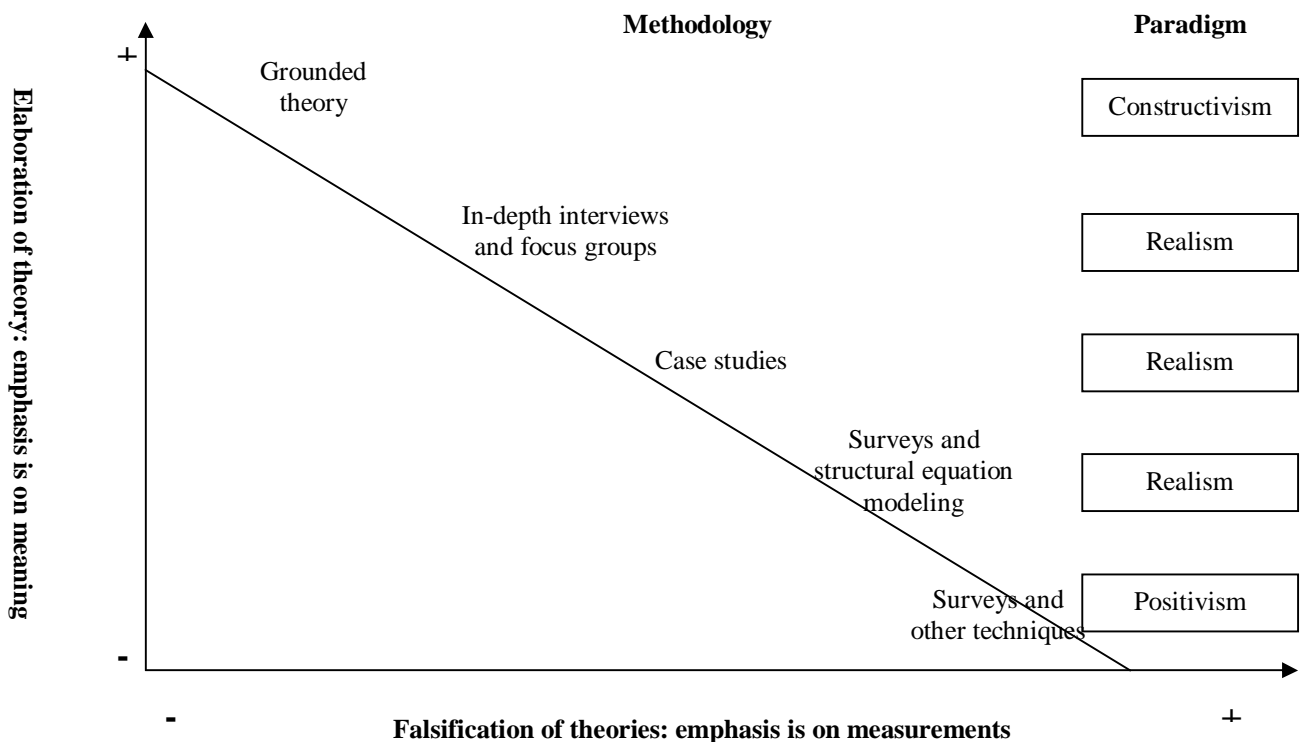 Methodology
Paradigm
+
Elaboration of theory: emphasis is on meaning
Grounded
theory
Constructivism
In-depth interviews
and focus groups
Realism
Case studies
Realism
Surveys and
structural equation
modeling
Realism
Surveys and
other techniques
Positivism
-
-
Falsification of theories: emphasis is on measurements
+